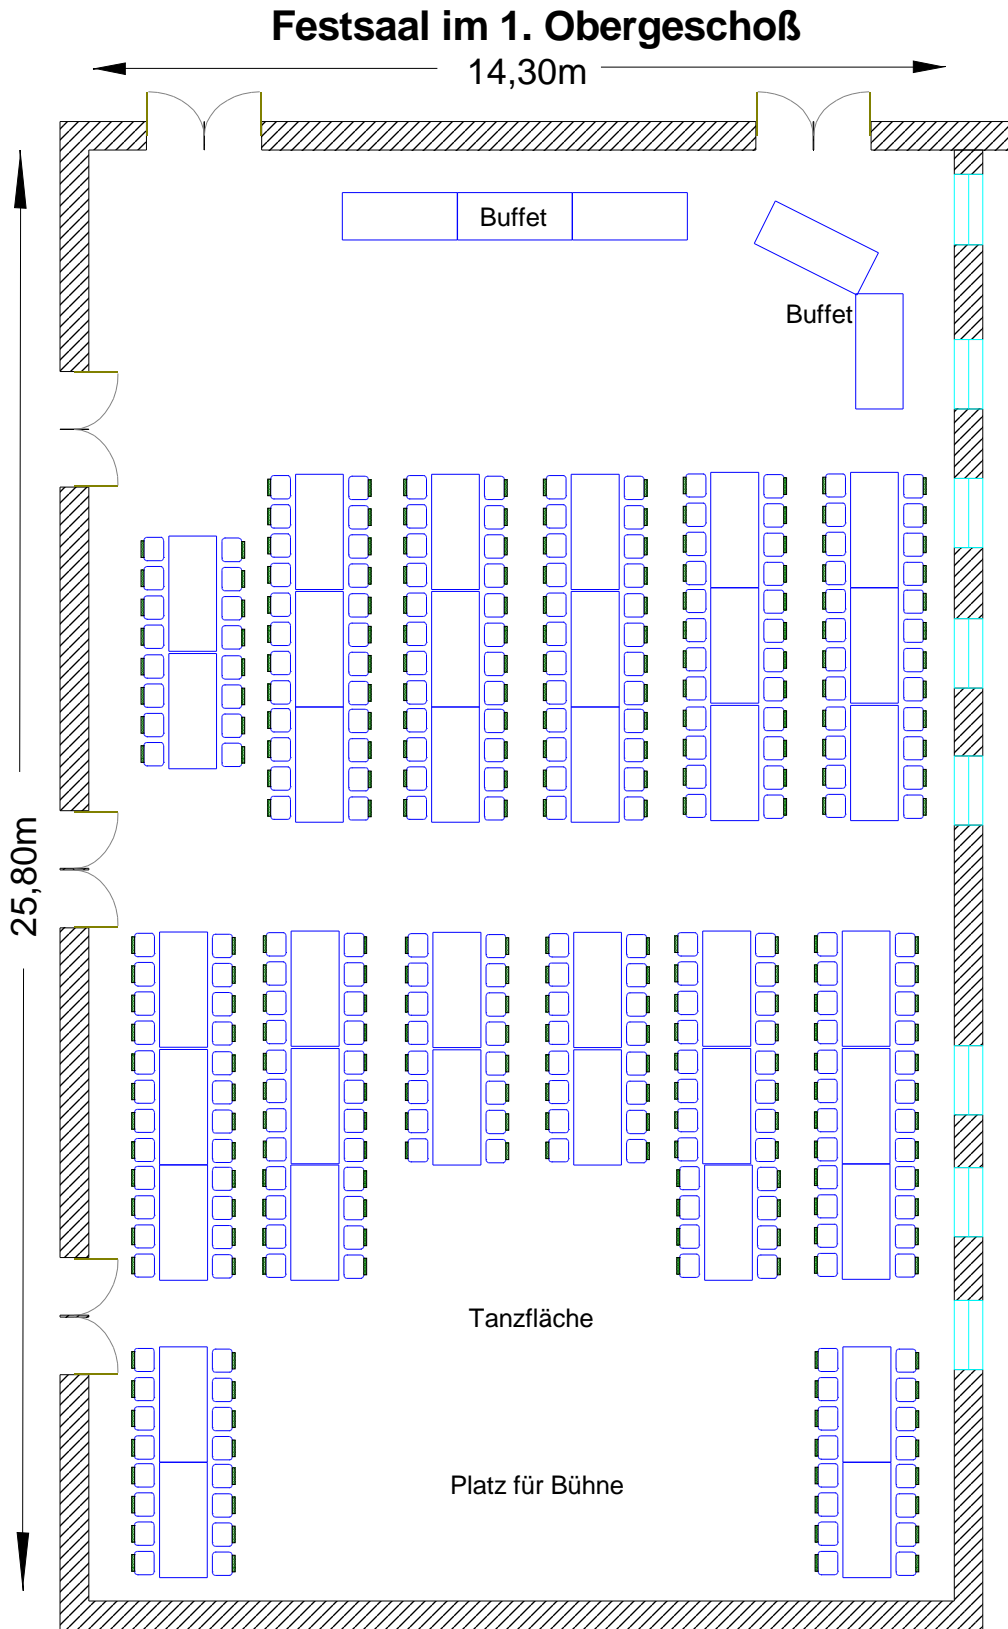 Festsaal im 1. Obergeschoß
14,30m
Buffet
Buffet
25,80m
Tanzfläche
Platz für Bühne